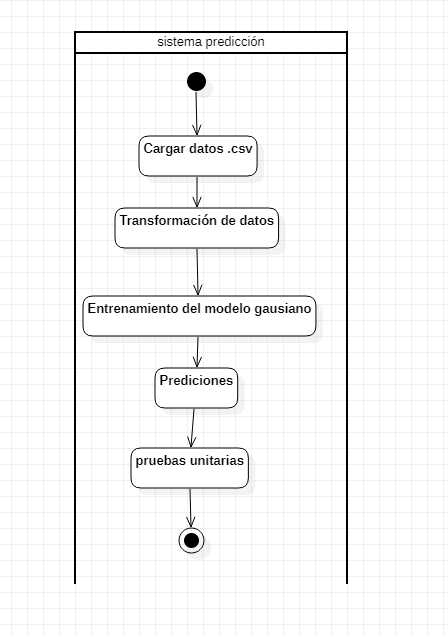 sistema predicción
Cargar datos .csv
Transformación de datos
Entrenamiento del modelo gausiano
Prediciones
pruebas unitarias